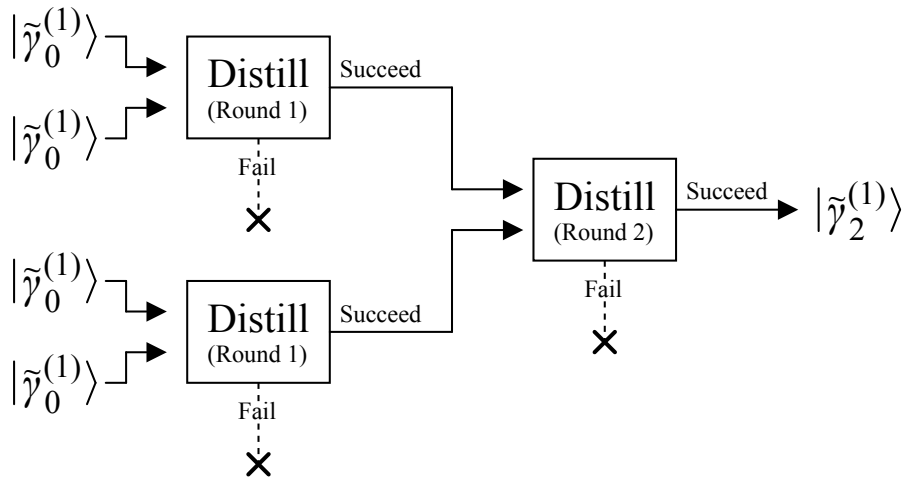 |γ̃₀⁽¹⁾⟩
|γ̃₀⁽¹⁾⟩
Distill
(Round 1)
Succeed
Fail
Distill
(Round 2)
Succeed
|γ̃₂⁽¹⁾⟩
Fail
|γ̃₀⁽¹⁾⟩
|γ̃₀⁽¹⁾⟩
Distill
(Round 1)
Succeed
Fail